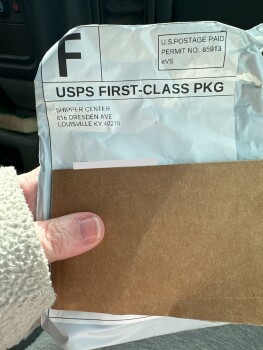 F
U.S.POSTAGE PAID
PERMIT NO. 85913
eVS
USPS FIRST-CLASS PKG
SHIPPER CENTER
616 DRESDEN AVE
LOUISVILLE KY 40215